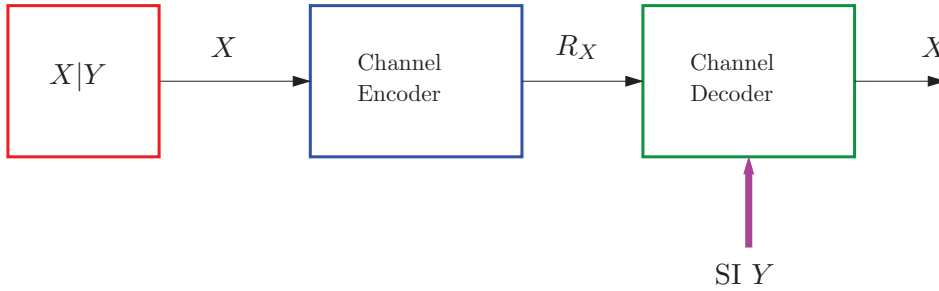 X|Y
X
Channel
Encoder
R_X
Channel
Decoder
X
SI Y